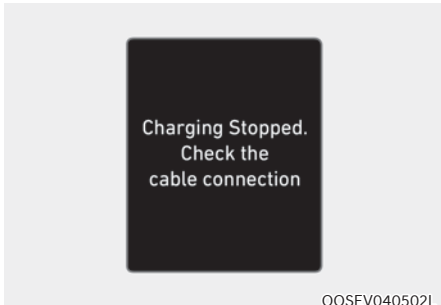 Charging Stopped.
Check the
cable connection
OOSEV040502L